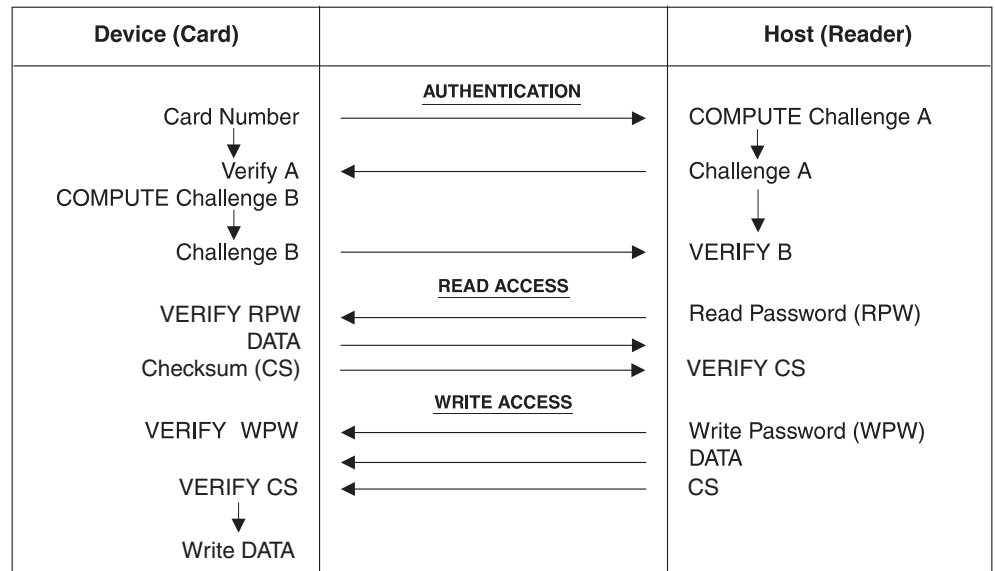 Device (Card) Host (Reader)
AUTHENTICATION
Card Number COMPUTE Challenge A
Verify A Challenge A
COMPUTE Challenge B
Challenge B VERIFY B
READ ACCESS
VERIFY RPW Read Password (RPW)
DATA
Checksum (CS) VERIFY CS
WRITE ACCESS
VERIFY WPW Write Password (WPW)
DATA
VERIFY CS CS
Write DATA